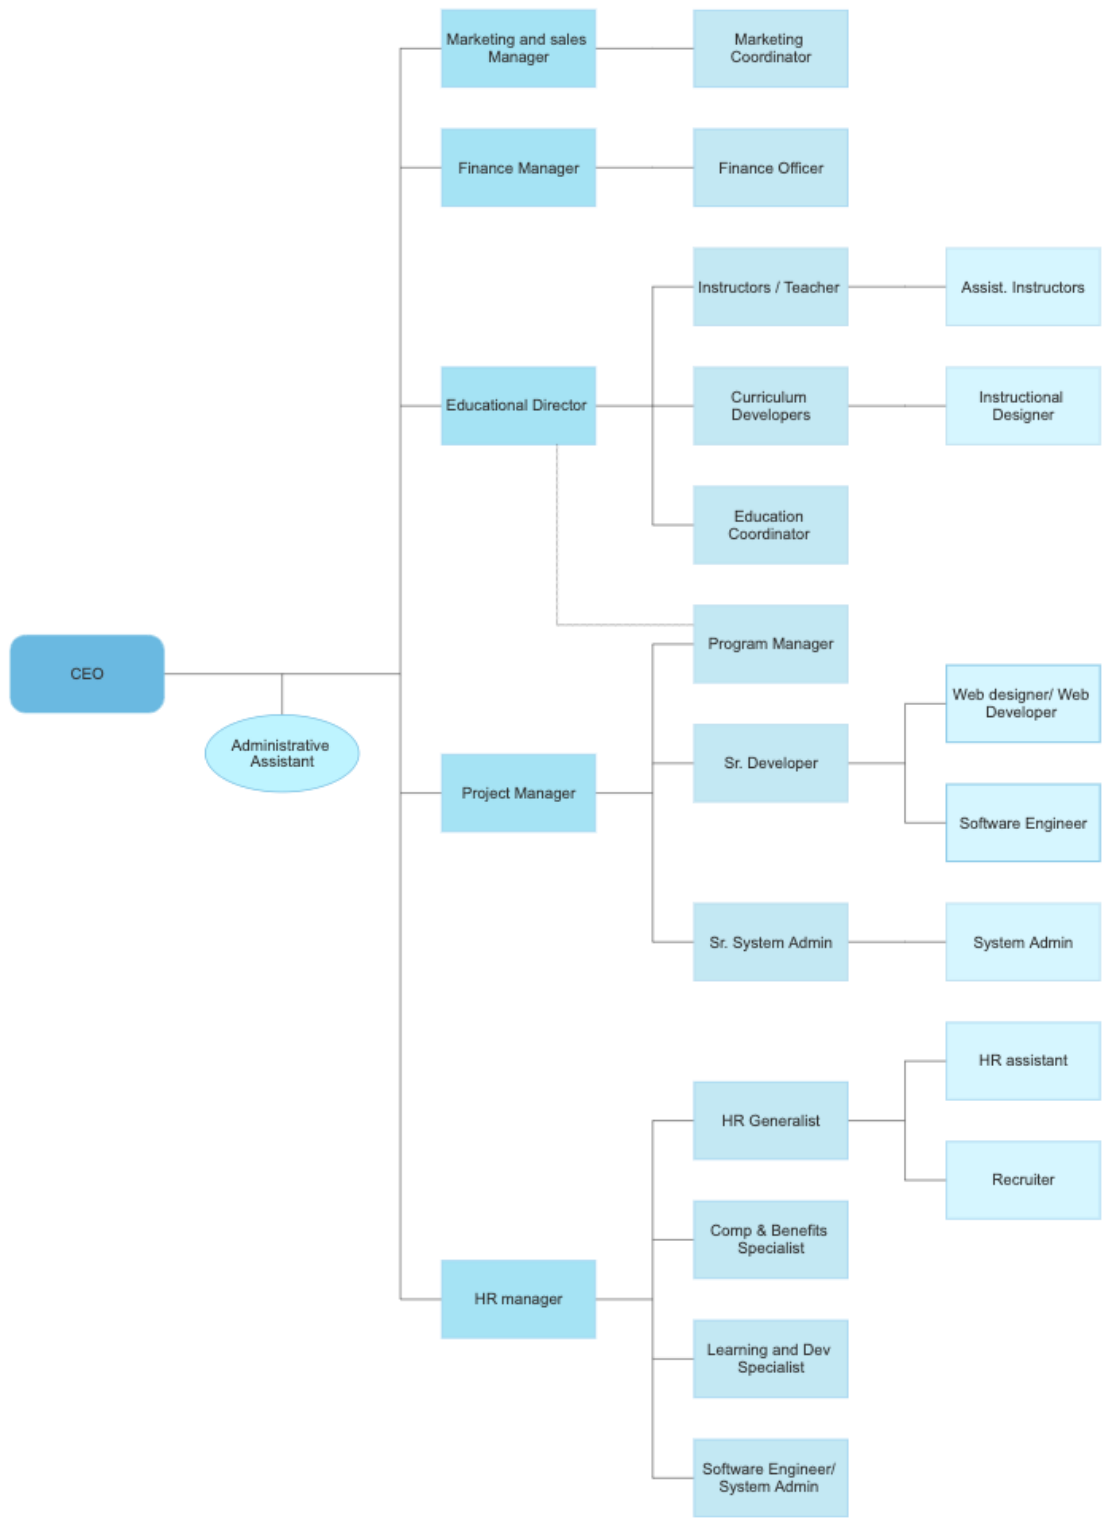 Marketing and sales
Manager
Marketing
Coordinator
Finance Manager
Finance Officer
Instructors / Teacher
Assist. Instructors
Educational Director
Curriculum
Developers
Instructional
Designer
Education
Coordinator
CEO
Administrative
Assistant
Program Manager
Project Manager
Sr. Developer
Web designer/ Web
Developer
Software Engineer
Sr. System Admin
System Admin
HR manager
HR Generalist
HR assistant
Recruiter
Comp & Benefits
Specialist
Learning and Dev
Specialist
Software Engineer/
System Admin